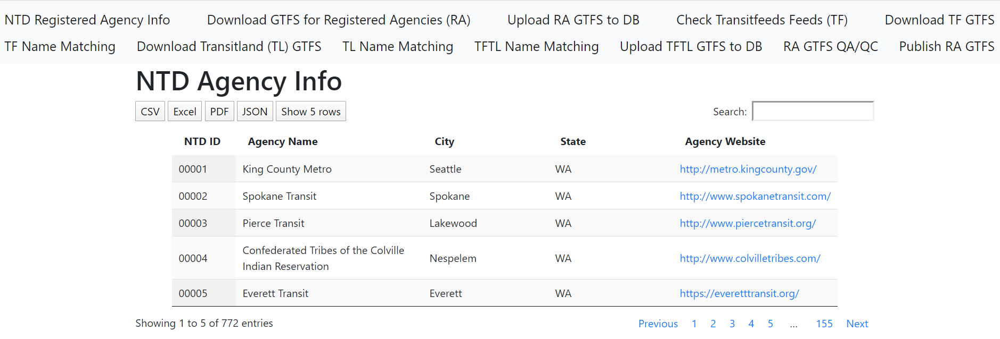 NTD Registered Agency Info Download GTFS for Registered Agencies (RA) Upload RA GTFS to DB Check Transitfeeds Feeds (TF) Download TF GTFS
TF Name Matching Download Transitland (TL) GTFS TL Name Matching TFTL Name Matching Upload TFTL GTFS to DB RA GTFS QA/QC Publish RA GTFS
NTD Agency Info
CSV Excel PDF JSON Show 5 rows Search:
NTD ID Agency Name City State Agency Website
00001 King County Metro Seattle WA http://metro.kingcounty.gov/
00002 Spokane Transit Spokane WA http://www.spokanetransit.com/
00003 Pierce Transit Lakewood WA http://www.piercetransit.org/
00004 Confederated Tribes of the Colville
Indian Reservation Nespelem WA http://www.colvilletribes.com/
00005 Everett Transit Everett WA https://everetttransit.org/
Showing 1 to 5 of 772 entries Previous 1 2 3 4 5 ... 155 Next